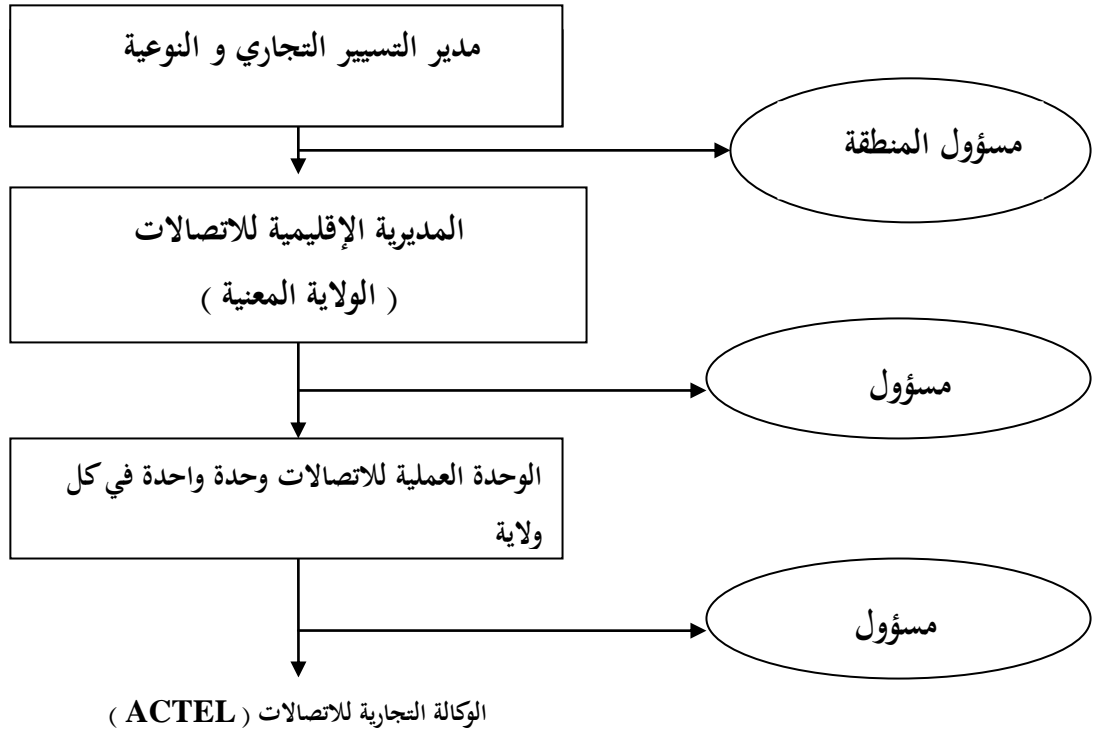 مدير التسيير التجاري و النوعية
مسؤول المنطقة
المديرية الإقليمية للاتصالات
( الولاية المعنية )
مسؤول
الوحدة العملية للاتصالات وحدة واحدة في كل
ولاية
مسؤول
الوكالة التجارية للاتصالات ( ACTEL )